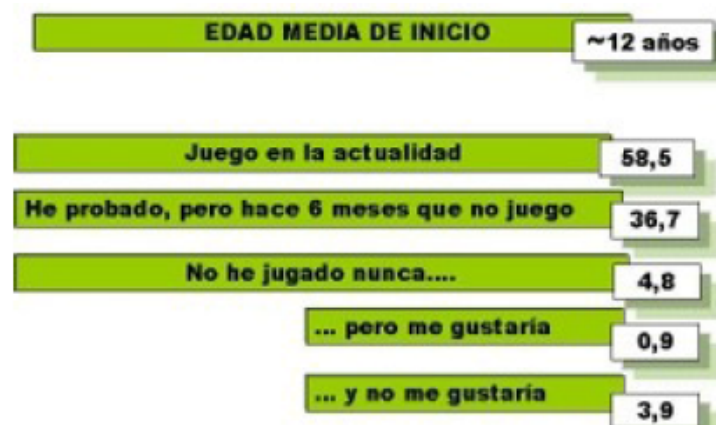 EDAD MEDIA DE INICIO
~12 años
Juego en la actualidad
58,5
He probado, pero hace 6 meses que no juego
36,7
No he jugado nunca....
4,8
... pero me gustaría
0,9
... y no me gustaría
3,9